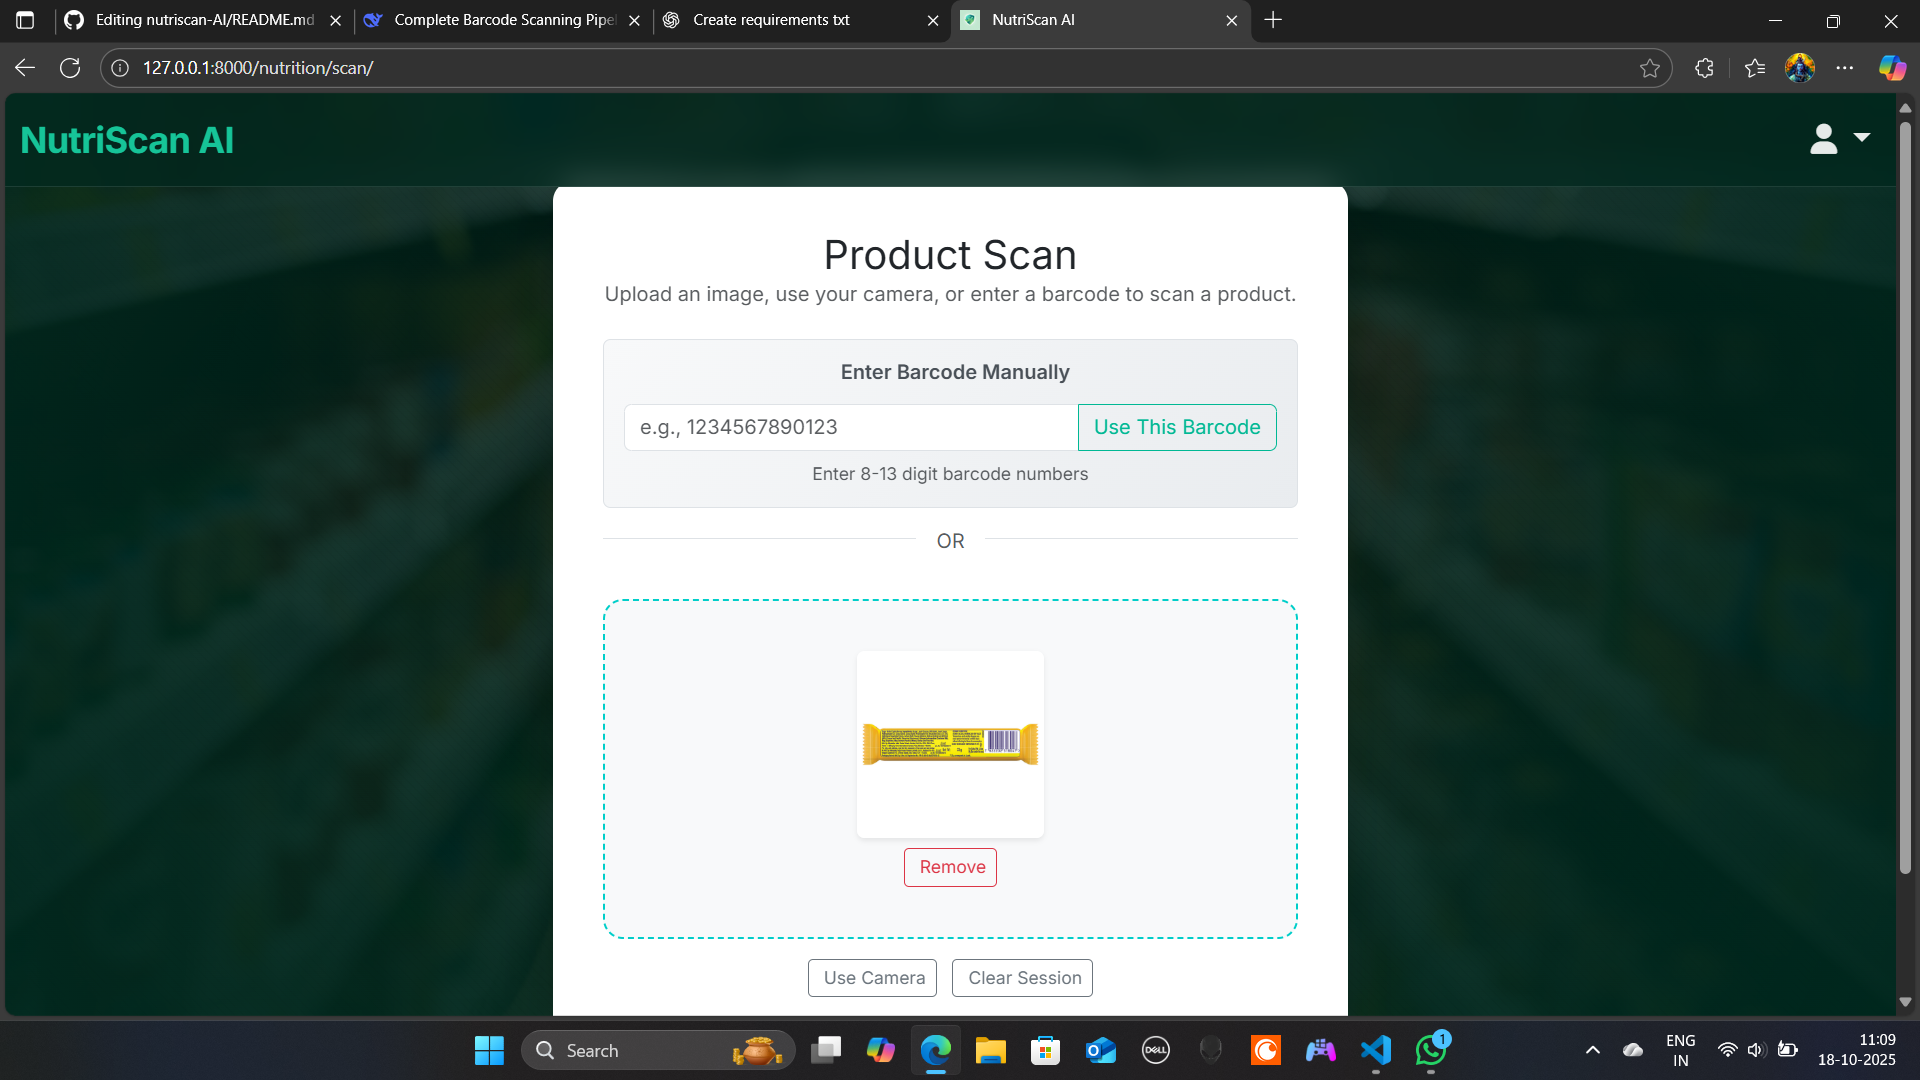 Editing nutriscan-AI/README.md
Complete Barcode Scanning Pipel
Create requirements txt
NutriScan AI
127.0.0.1:8000/nutrition/scan/
NutriScan AI
Product Scan
Upload an image, use your camera, or enter a barcode to scan a product.
Enter Barcode Manually
e.g., 1234567890123
Use This Barcode
Enter 8-13 digit barcode numbers
OR
Remove
Use Camera
Clear Session
Search
DELL
1
ENG
IN
11:09
18-10-2025